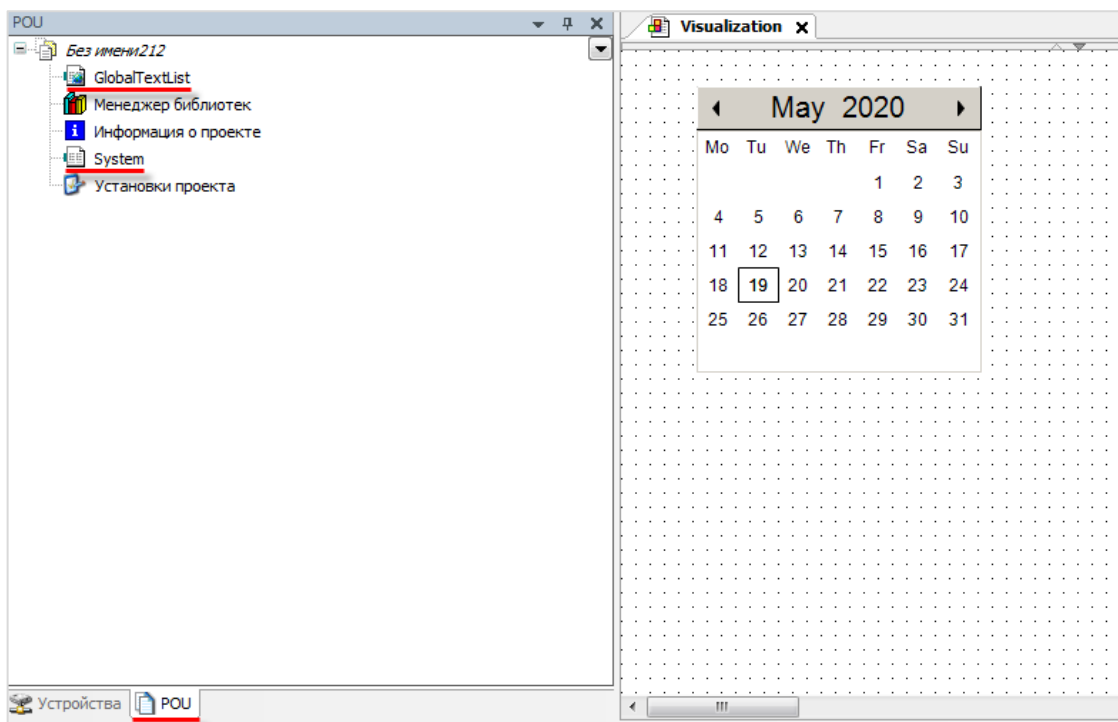 POU
Без имени212
GlobalTextList
Менеджер библиотек
Информация о проекте
System
Установки проекта
Устройства
POU
Visualization
May 2020
Mo Tu We Th Fr Sa Su
1 2 3
4 5 6 7 8 9 10
11 12 13 14 15 16 17
18 19 20 21 22 23 24
25 26 27 28 29 30 31